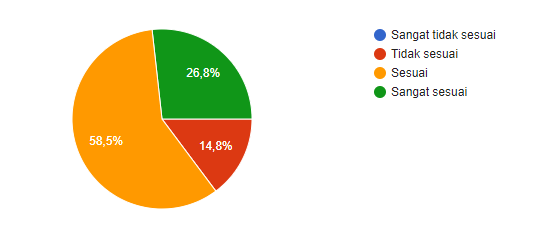 Sangat tidak sesuai
Tidak sesuai
Sesuai
Sangat sesuai
26,8%
58,5%
14,8%